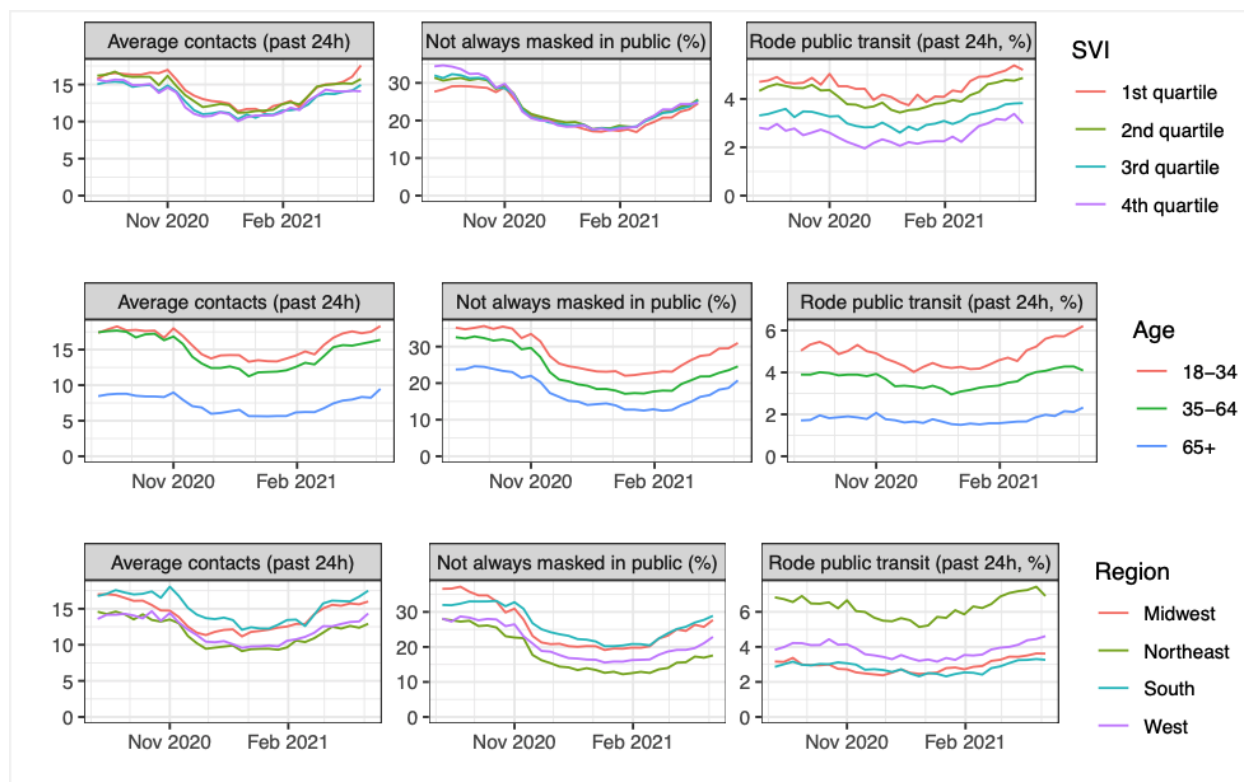 Average contacts (past 24h)
Not always masked in public (%)
Rode public transit (past 24h, %)
SVI
15
10
5
0
30
20
10
0
4
2
0
1st quartile
2nd quartile
3rd quartile
4th quartile
Nov 2020
Feb 2021
Nov 2020
Feb 2021
Nov 2020
Feb 2021
Average contacts (past 24h)
Not always masked in public (%)
Rode public transit (past 24h, %)
Age
15
10
5
0
30
20
10
0
6
4
2
0
18−34
35−64
65+
Nov 2020
Feb 2021
Nov 2020
Feb 2021
Nov 2020
Feb 2021
Average contacts (past 24h)
Not always masked in public (%)
Rode public transit (past 24h, %)
Region
15
10
5
0
30
20
10
0
6
4
2
0
Midwest
Northeast
South
West
Nov 2020
Feb 2021
Nov 2020
Feb 2021
Nov 2020
Feb 2021